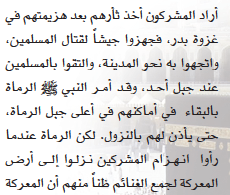 أراد المشركون أخذ ثأرهم بعد هزيمتهم في
غزوة بدر، فجهزوا جيشاً لقتال المسلمين،
واتجهوا به نحو المدينة، والتقوا بالمسلمين
عند جبل أحد، وقد أمر النبي ﷺ الرماة
بالبقاء في أماكنهم في أعلى جبل الرماة،
حتى يأذن لهم بالنزول. لكن الرماة عندما
رأوا انهزام المشركين نزلوا إلى أرض
المعركة لجمع الغنائم ظناً منهم أن المعركة